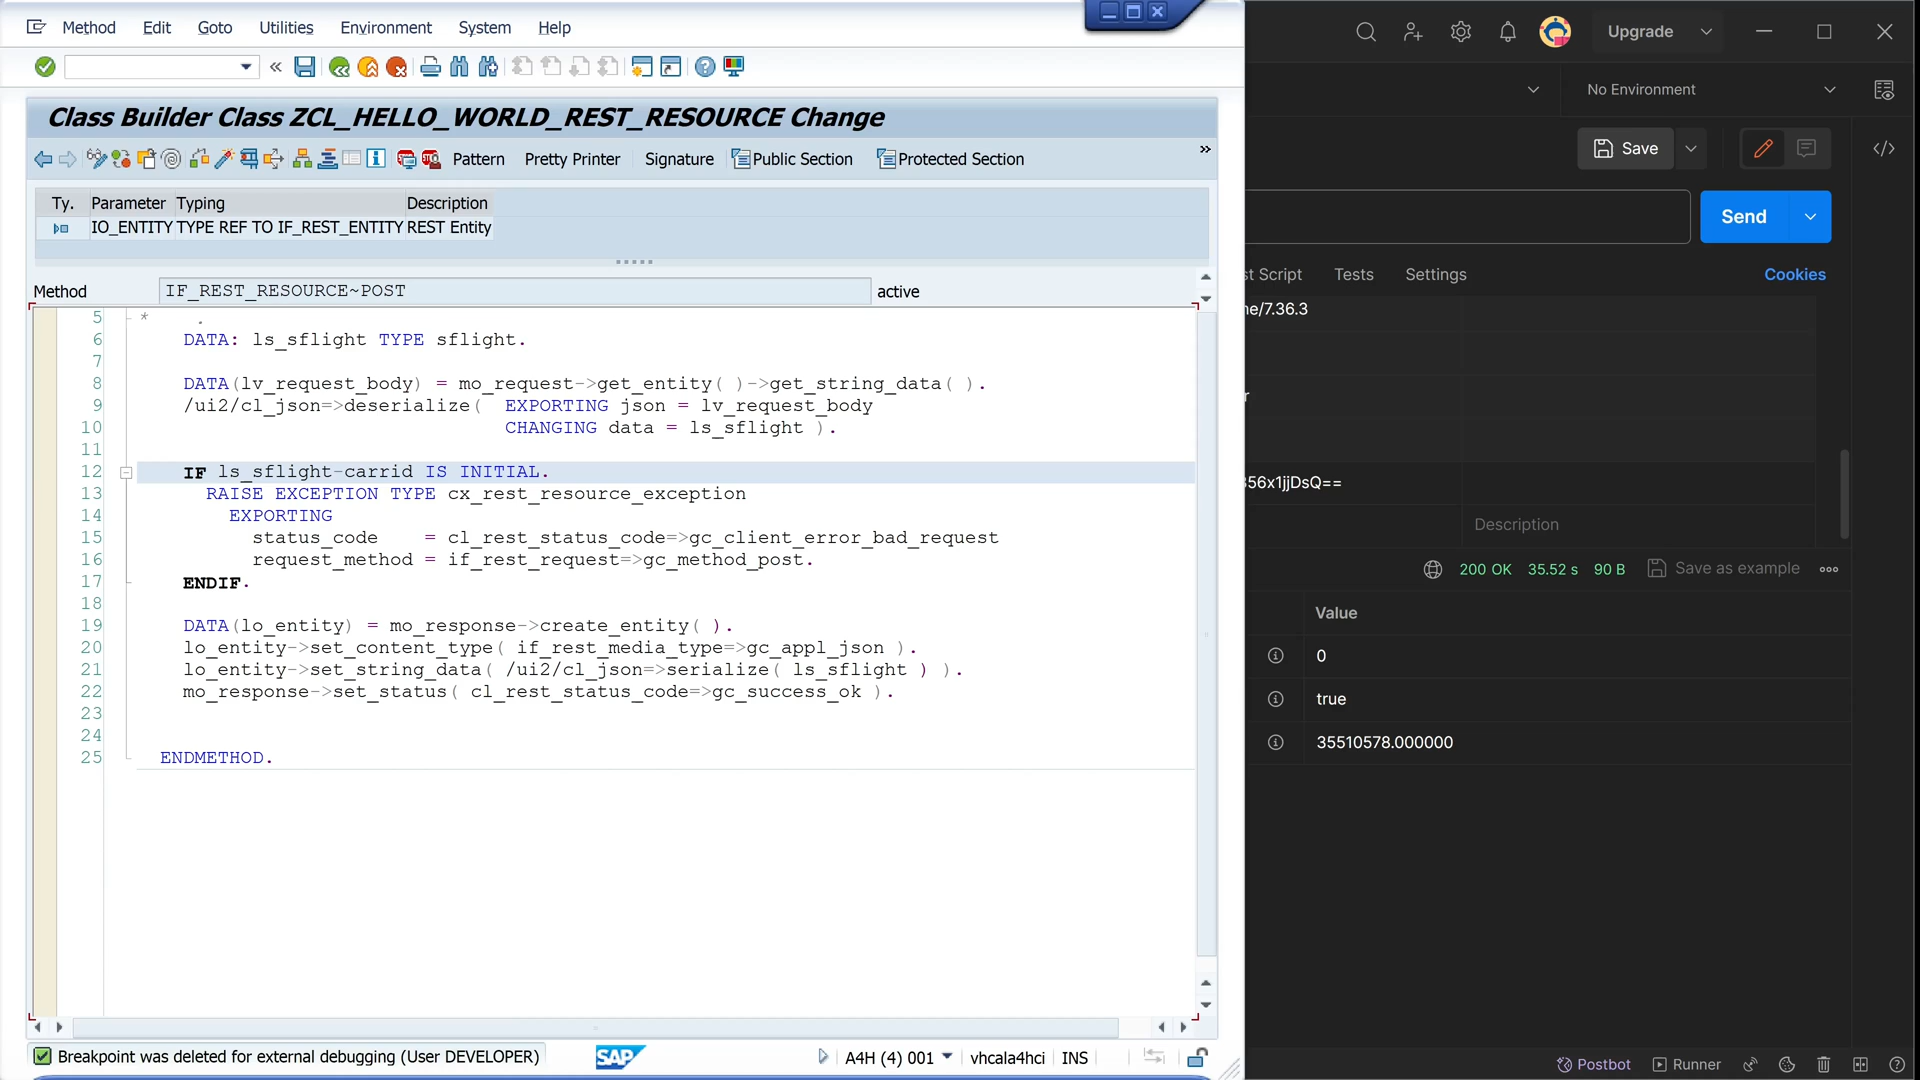 Method Edit Goto Utilities Environment System Help
«
Class Builder Class ZCL_HELLO_WORLD_REST_RESOURCE Change
Pattern Pretty Printer Signature Public Section Protected Section »
Ty. Parameter Typing Description
IO_ENTITY TYPE REF TO IF_REST_ENTITY REST Entity
Method IF_REST_RESOURCE~POST active
5 * .
6 DATA: ls_sflight TYPE sflight.
7
8 DATA(lv_request_body) = mo_request->get_entity( )->get_string_data( ).
9 /ui2/cl_json=>deserialize( EXPORTING json = lv_request_body
10 CHANGING data = ls_sflight ).
11
12 IF ls_sflight-carrid IS INITIAL.
13 RAISE EXCEPTION TYPE cx_rest_resource_exception
14 EXPORTING
15 status_code = cl_rest_status_code=>gc_client_error_bad_request
16 request_method = if_rest_request=>gc_method_post.
17 ENDIF.
18
19 DATA(lo_entity) = mo_response->create_entity( ).
20 lo_entity->set_content_type( if_rest_media_type=>gc_appl_json ).
21 lo_entity->set_string_data( /ui2/cl_json=>serialize( ls_sflight ) ).
22 mo_response->set_status( cl_rest_status_code=>gc_success_ok ).
23
24
25 ENDMETHOD.
Breakpoint was deleted for external debugging (User DEVELOPER) SAP A4H (4) 001 vhcala4hci INS
Upgrade
No Environment
Save </>
Send
st Script Tests Settings Cookies
ne/7.36.3
r
356x1jjDsQ==
Description
200 OK 35.52 s 90 B Save as example
Value
0
true
35510578.000000
Postbot Runner